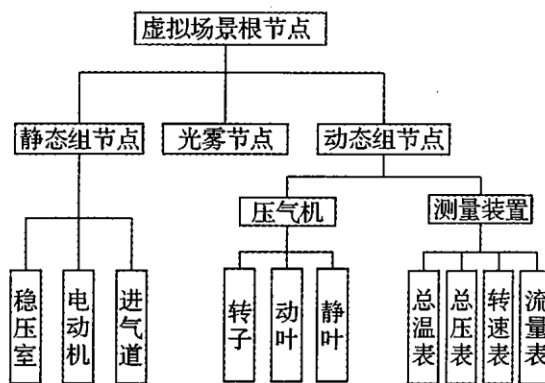 虚拟场景根节点
静态组节点
光雾节点
动态组节点
压气机
测量装置
稳压室
电动机
进气道
转子
动叶
静叶
总温表
总压表
转速表
流量表